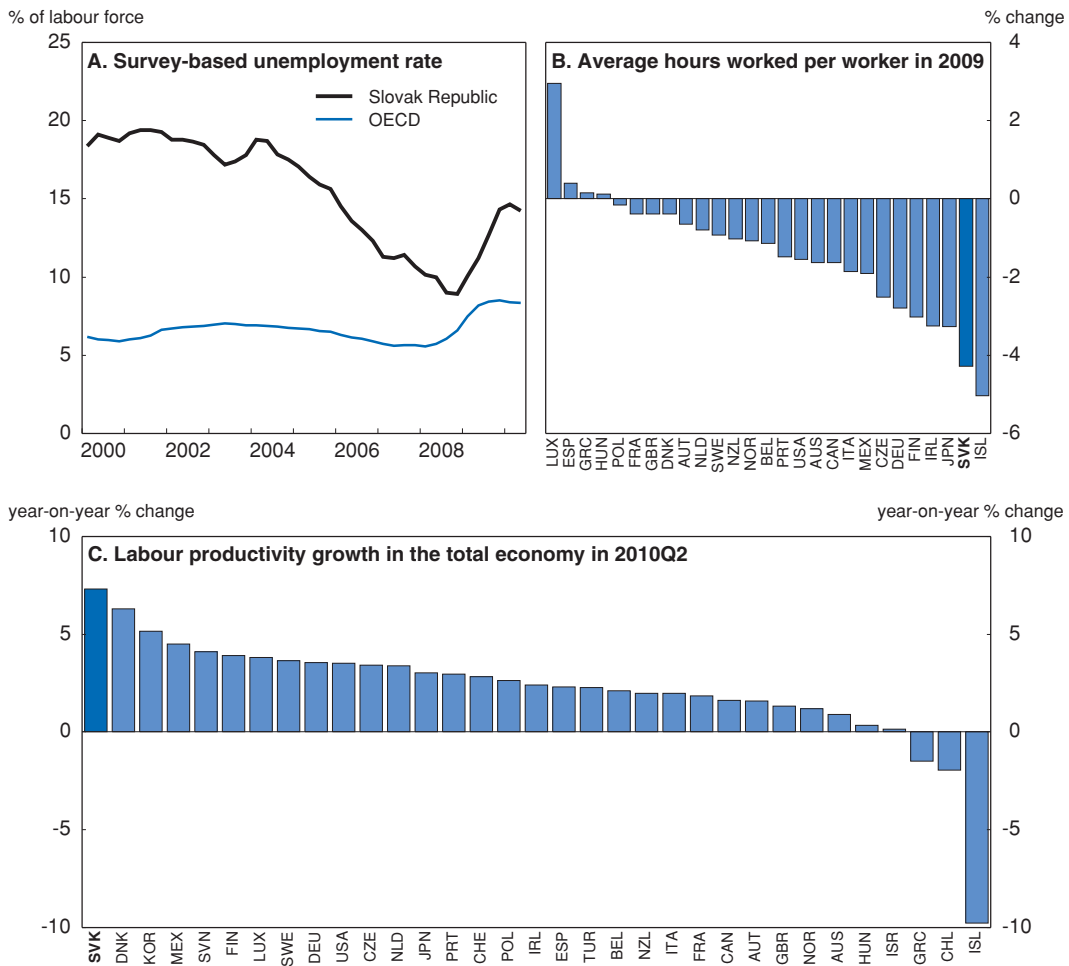 % of labour force
% change
A. Survey-based unemployment rate
Slovak Republic
OECD
25
20
15
10
5
0
2000 2002 2004 2006 2008
B. Average hours worked per worker in 2009
4
2
0
-2
-4
-6
LUX ESP GRC HUN POL FRA GBR DNK AUT NLD SWE NZL NOR BEL PRT USA AUS CAN ITA MEX CZE DEU FIN IRL JPN SVK ISL
year-on-year % change
year-on-year % change
C. Labour productivity growth in the total economy in 2010Q2
10 10
5 5
0 0
-5 -5
-10 -10
SVK DNK KOR MEX SVN FIN LUX SWE DEU USA CZE NLD JPN PRT CHE POL IRL ESP TUR BEL NZL ITA FRA CAN AUT GBR NOR AUS HUN ISR GRC CHL ISL